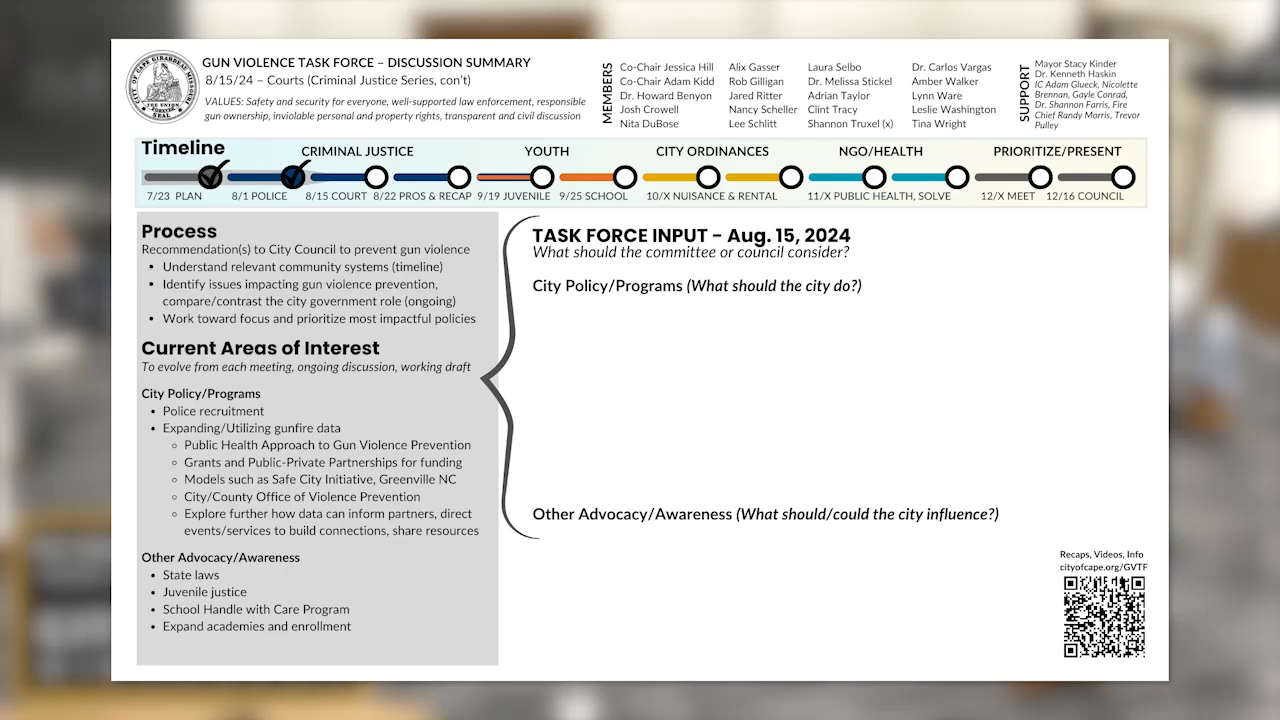 GUN VIOLENCE TASK FORCE – DISCUSSION SUMMARY
8/15/24 – Courts (Criminal Justice Series, con't)
VALUES: Safety and security for everyone, well-supported law enforcement, responsible
gun ownership, inviolable personal and property rights, transparent and civil discussion
MEMBERS
Co-Chair Jessica Hill
Co-Chair Adam Kidd
Dr. Howard Benyon
Josh Crowell
Nita DuBose
Alix Gasser
Rob Gilligan
Jared Ritter
Nancy Scheller
Lee Schlitt
Laura Selbo
Dr. Melissa Stickel
Adrian Taylor
Clint Tracy
Shannon Truxel (x)
Dr. Carlos Vargas
Amber Walker
Lynn Ware
Leslie Washington
Tina Wright
SUPPORT
Mayor Stacy Kinder
Dr. Kenneth Haskin
IC Adam Glueck, Nicolette
Brennan, Gayle Conrad,
Dr. Shannon Farris, Fire
Chief Randy Morris, Trevor
Pulley
Timeline
CRIMINAL JUSTICE
YOUTH
CITY ORDINANCES
NGO/HEALTH
PRIORITIZE/PRESENT
7/23 PLAN
8/1 POLICE
8/15 COURT
8/22 PROS & RECAP
9/19 JUVENILE
9/25 SCHOOL
10/X NUISANCE & RENTAL
11/X PUBLIC HEALTH, SOLVE
12/X MEET
12/16 COUNCIL
Process
Recommendation(s) to City Council to prevent gun violence
• Understand relevant community systems (timeline)
• Identify issues impacting gun violence prevention,
compare/contrast the city government role (ongoing)
• Work toward focus and prioritize most impactful policies
Current Areas of Interest
To evolve from each meeting, ongoing discussion, working draft
City Policy/Programs
• Police recruitment
• Expanding/Utilizing gunfire data
◦ Public Health Approach to Gun Violence Prevention
◦ Grants and Public-Private Partnerships for funding
◦ Models such as Safe City Initiative, Greenville NC
◦ City/County Office of Violence Prevention
◦ Explore further how data can inform partners, direct
events/services to build connections, share resources
Other Advocacy/Awareness
• State laws
• Juvenile justice
• School Handle with Care Program
• Expand academies and enrollment
TASK FORCE INPUT – Aug. 15, 2024
What should the committee or council consider?
City Policy/Programs (What should the city do?)
Other Advocacy/Awareness (What should/could the city influence?)
Recaps, Videos, Info
cityofcape.org/GVTF